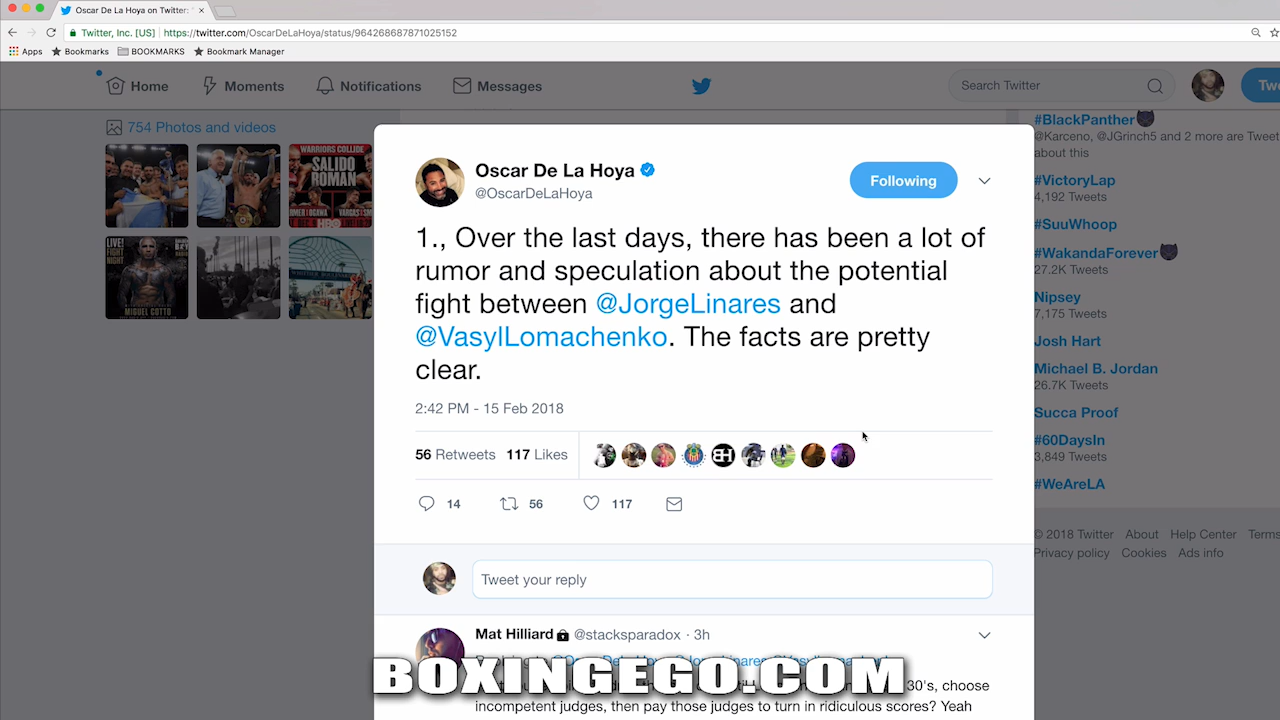 Oscar De La Hoya on Twitter: "
Twitter, Inc. [US] https://twitter.com/OscarDeLaHoya/status/964268687871025152
Apps Bookmarks BOOKMARKS Bookmark Manager
Home Moments Notifications Messages Search Twitter Twe
754 Photos and videos
WARRIORS COLLIDE
SALIDO
ROMAN
HBO
LIVE!
FIGHT
NIGHT
MIGUEL COTTO
Oscar De La Hoya
@OscarDeLaHoya
Following
1., Over the last days, there has been a lot of
rumor and speculation about the potential
fight between @JorgeLinares and
@VasylLomachenko. The facts are pretty
clear.
2:42 PM - 15 Feb 2018
56 Retweets 117 Likes
BH
14 56 117
Tweet your reply
Mat Hilliard @stacksparadox · 3h
BOXINGEGO.COM
30's, choose
incompetent judges, then pay those judges to turn in ridiculous scores? Yeah
#BlackPanther
@Karceno, @JGrinch5 and 2 more are Tweet
about this
#VictoryLap
4,192 Tweets
#SuuWhoop
#WakandaForever
27.2K Tweets
Nipsey
7,175 Tweets
Josh Hart
Michael B. Jordan
26.7K Tweets
Succa Proof
#60DaysIn
3,849 Tweets
#WeAreLA
© 2018 Twitter About Help Center Terms
Privacy policy Cookies Ads info